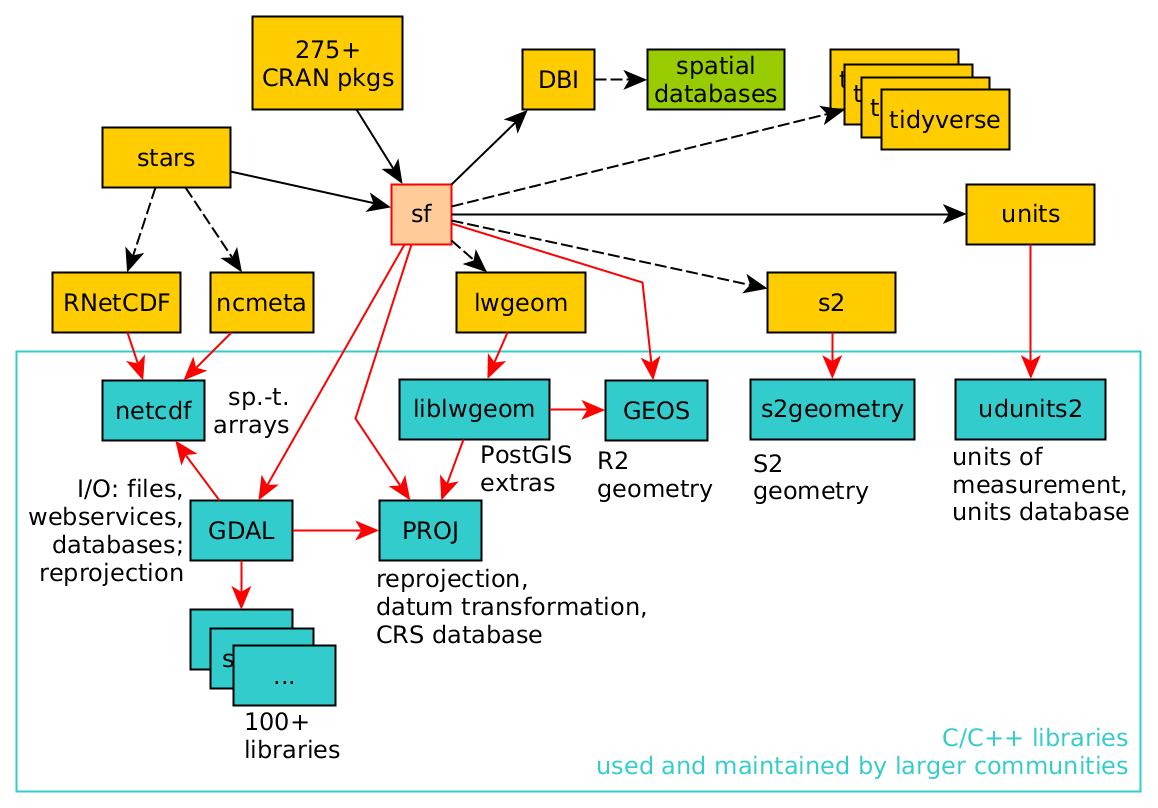 275+
CRAN pkgs
DBI
spatial
databases
t
t
t
tidyverse
stars
sf
units
RNetCDF
ncmeta
lwgeom
s2
netcdf
sp.-t.
arrays
liblwgeom
GEOS
s2geometry
udunits2
PostGIS
extras
R2
geometry
S2
geometry
units of
measurement,
units database
I/O: files,
webservices,
databases;
reprojection
GDAL
PROJ
reprojection,
datum transformation,
CRS database
s
...
100+
libraries
C/C++ libraries
used and maintained by larger communities